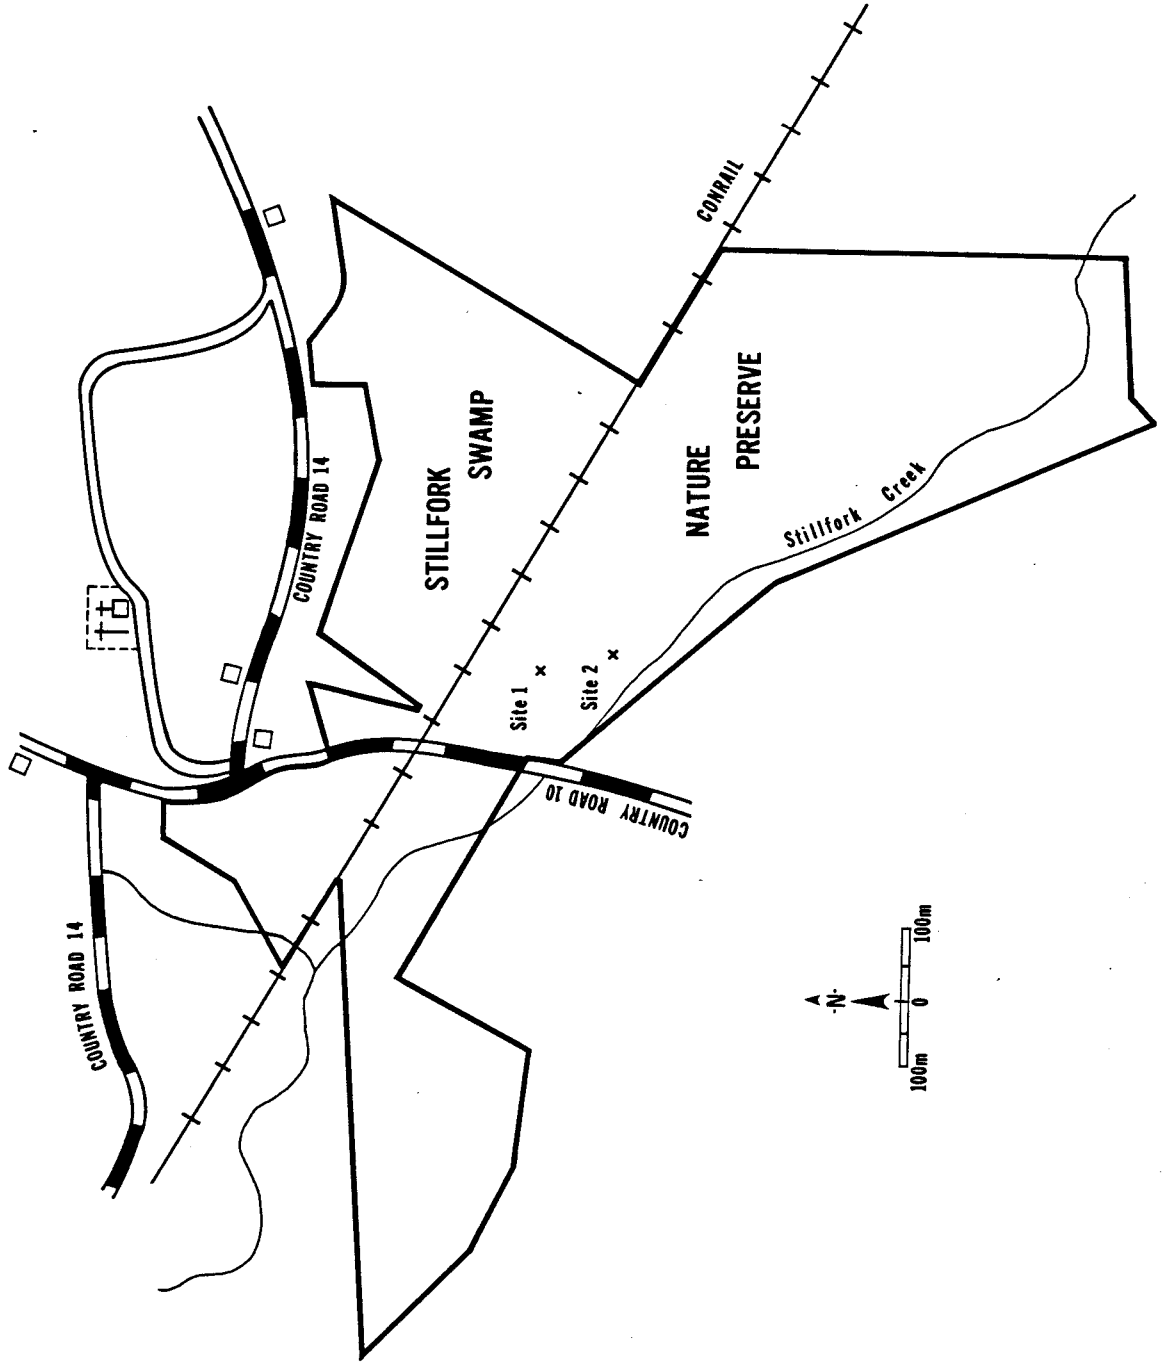 COUNTRY ROAD 14
COUNTRY ROAD 14
COUNTRY ROAD 10
CONRAIL
STILLFORK
SWAMP
NATURE
PRESERVE
Stillfork Creek
Site 1
x
Site 2
x
-N-
100m 0 100m